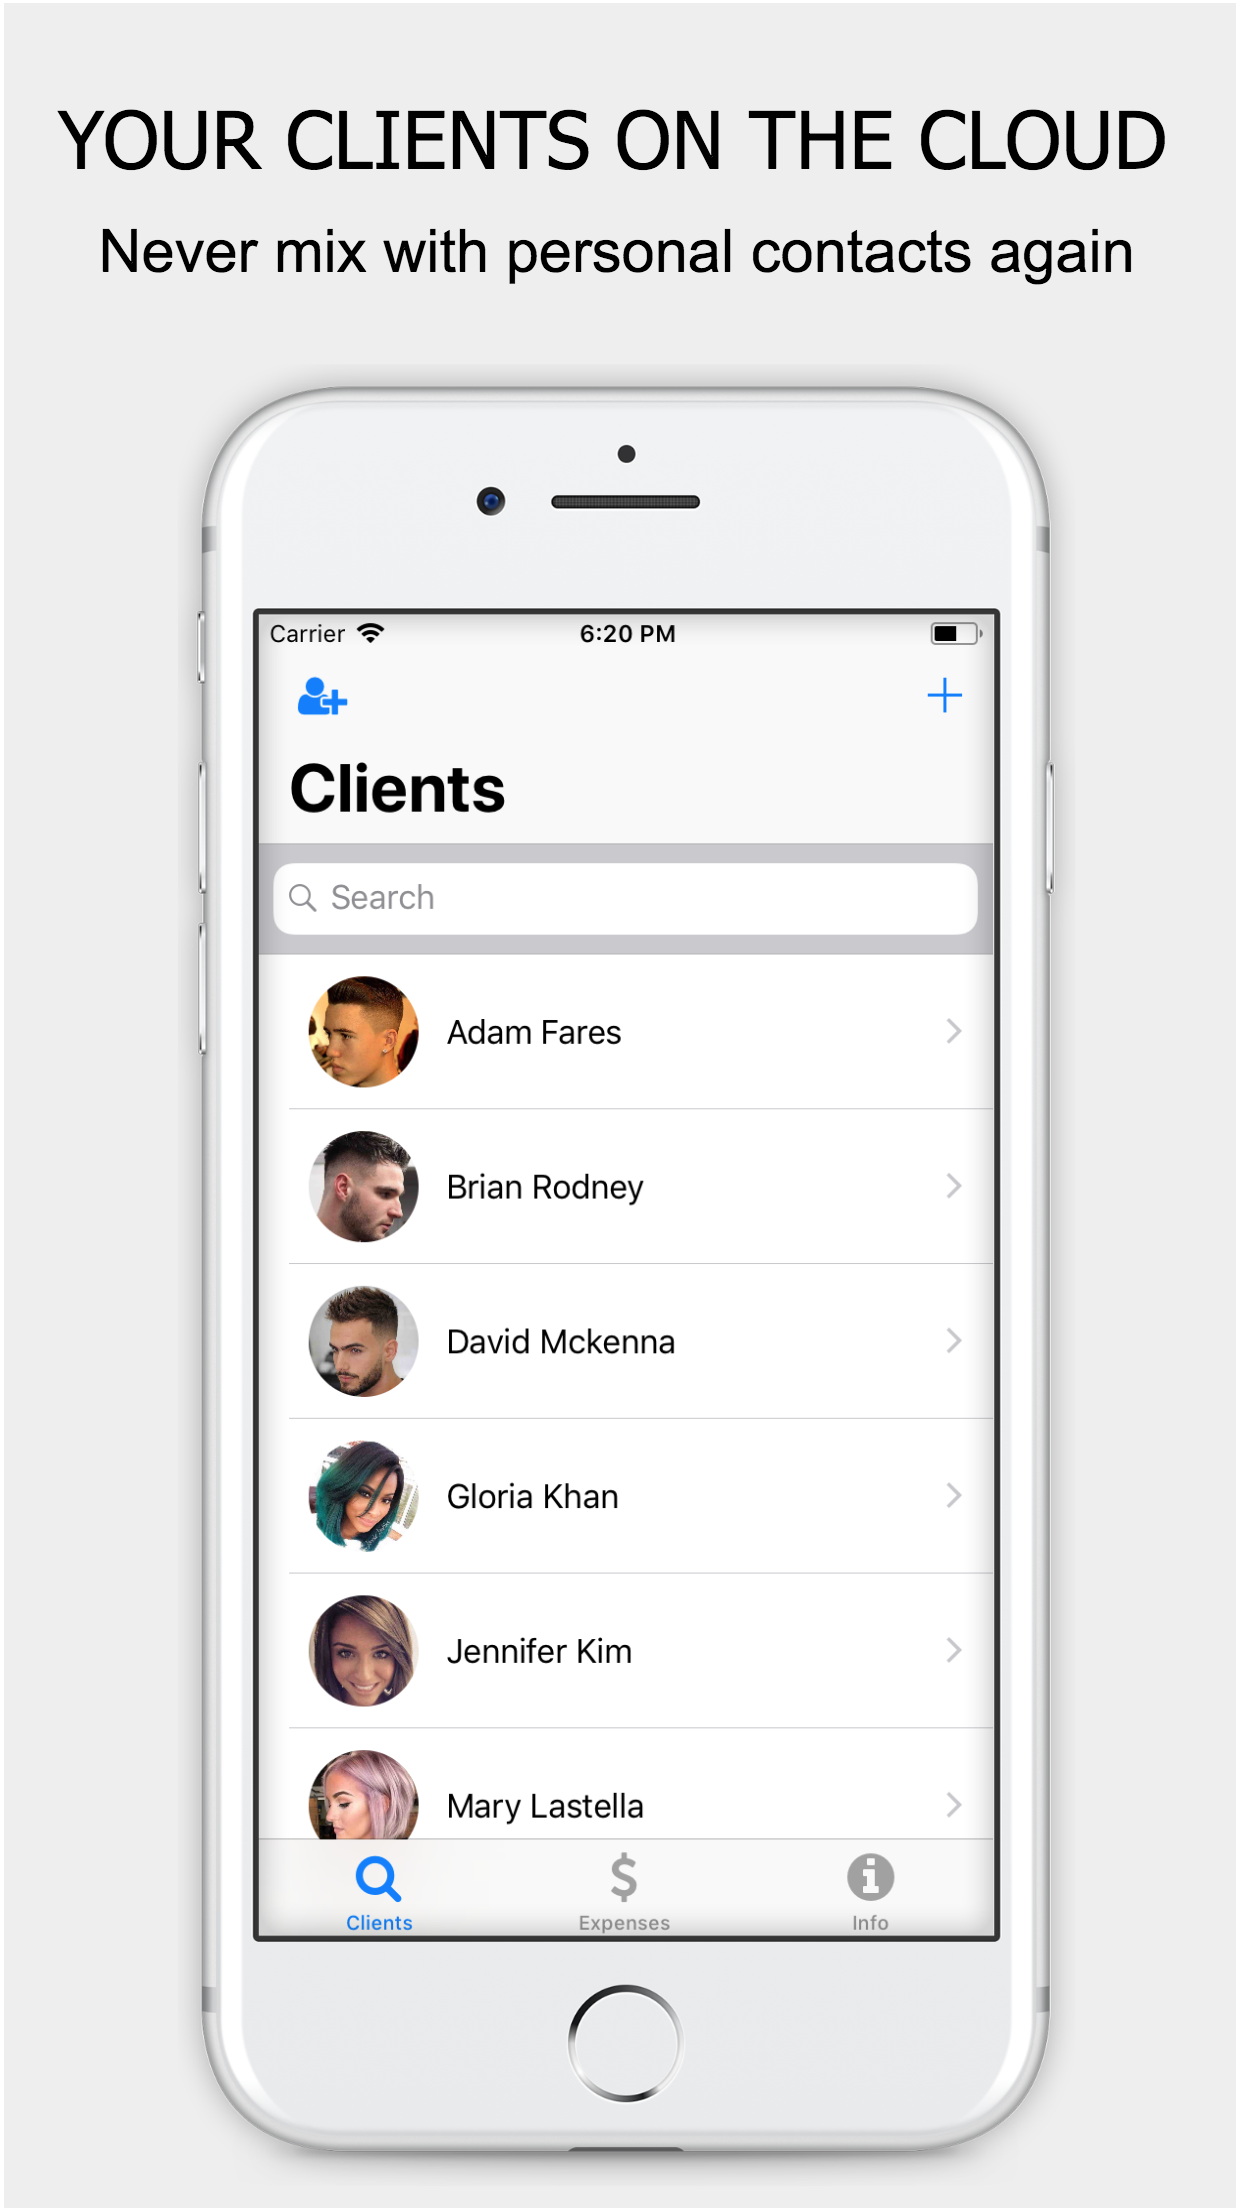 YOUR CLIENTS ON THE CLOUD
Never mix with personal contacts again
Carrier 6:20 PM
Clients
Search
Adam Fares
Brian Rodney
David Mckenna
Gloria Khan
Jennifer Kim
Mary Lastella
Clients Expenses Info